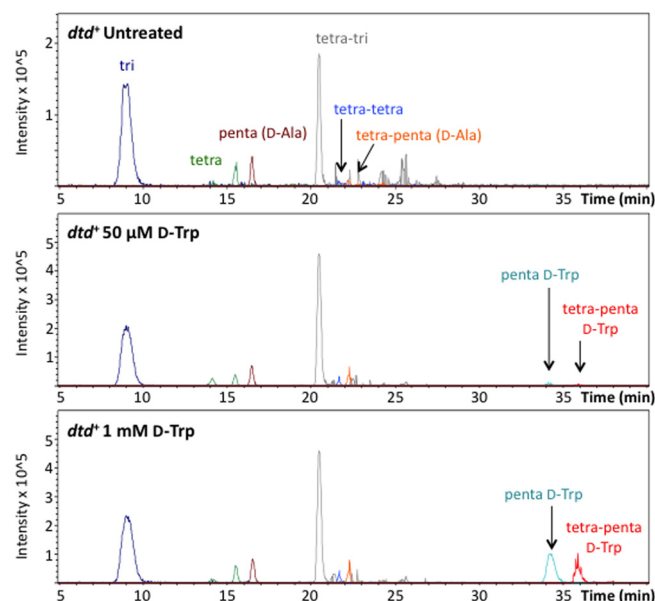 dtd⁺ Untreated
Intensity x 10^5
2
1
tri
tetra
penta (D-Ala)
tetra-tri
tetra-tetra
tetra-penta (D-Ala)
5 10 15 20 25 30 35 Time (min)
dtd⁺ 50 µM D-Trp
Intensity x 10^5
5
4
3
2
1
penta D-Trp
tetra-penta
D-Trp
5 10 15 20 25 30 35 Time (min)
dtd⁺ 1 mM D-Trp
Intensity x 10^5
5
4
3
2
1
penta D-Trp
tetra-penta
D-Trp
5 10 15 20 25 30 35 Time (min)